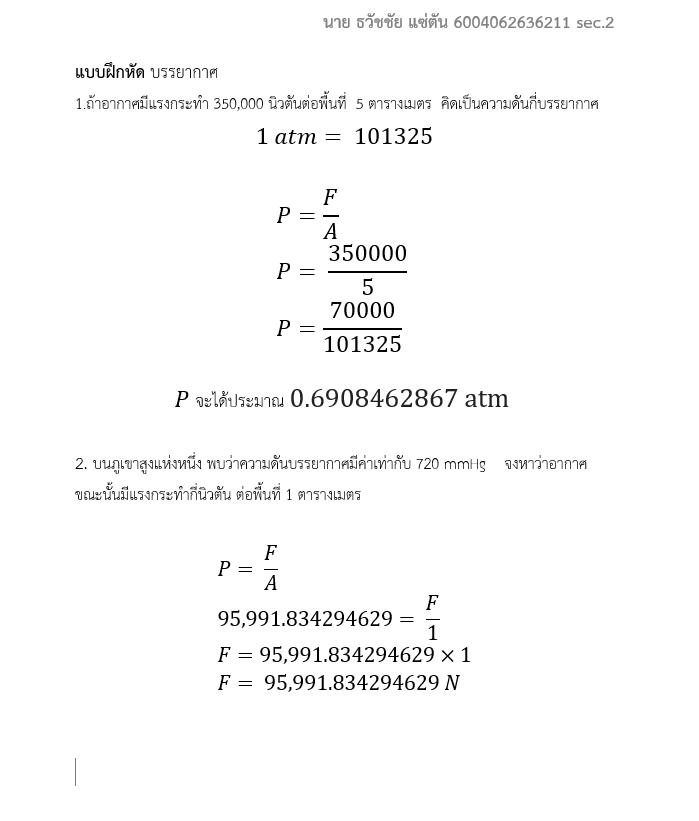 นาย ธวัชชัย แซ่ตัน 6004062636211 sec.2
แบบฝึกหัด บรรยากาศ
1.ถ้าอากาศมีแรงกระทำ 350,000 นิวตันต่อพื้นที่ 5 ตารางเมตร คิดเป็นความดันกี่บรรยากาศ
1 atm = 101325
P = F/A
P = 350000/5
P = 70000/101325
P จะได้ประมาณ 0.6908462867 atm
2. บนภูเขาสูงแห่งหนึ่ง พบว่าความดันบรรยากาศมีค่าเท่ากับ 720 mmHg จงหาว่าอากาศ
ขณะนั้นมีแรงกระทำกี่นิวตัน ต่อพื้นที่ 1 ตารางเมตร
P = F/A
95,991.834294629 = F/1
F = 95,991.834294629 × 1
F = 95,991.834294629 N